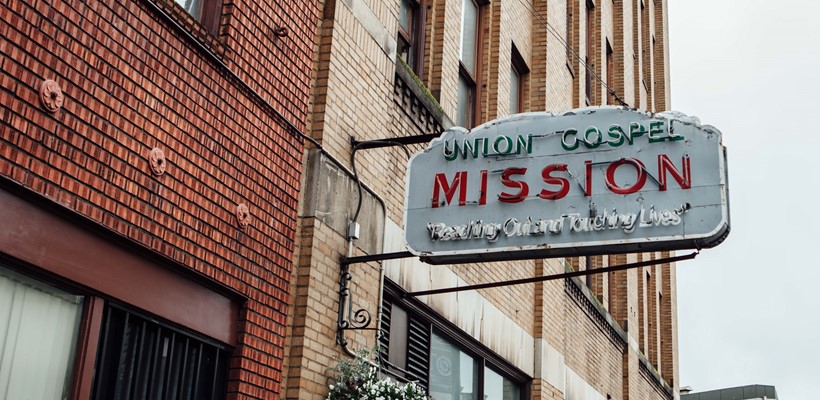 UNION GOSPEL
MISSION
"Reaching Out and Touching Lives"